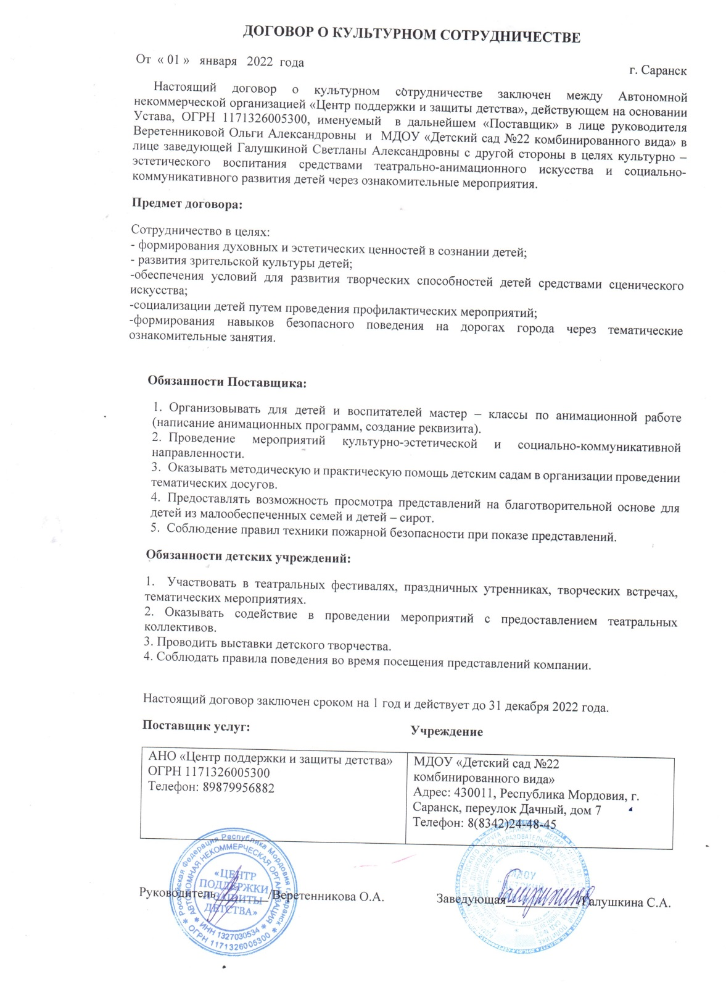 ДОГОВОР О КУЛЬТУРНОМ СОТРУДНИЧЕСТВЕ
От « 01 » января 2022 года
г. Саранск
Настоящий договор о культурном сотрудничестве заключен между Автономной
некоммерческой организацией «Центр поддержки и защиты детства», действующем на основании
Устава, ОГРН 1171326005300, именуемый в дальнейшем «Поставщик» в лице руководителя
Веретенниковой Ольги Александровны и МДОУ «Детский сад №22 комбинированного вида» в
лице заведующей Галушкиной Светланы Александровны с другой стороны в целях культурно –
эстетического воспитания средствами театрально-анимационного искусства и социально-
коммуникативного развития детей через ознакомительные мероприятия.
Предмет договора:
Сотрудничество в целях:
- формирования духовных и эстетических ценностей в сознании детей;
- развития зрительской культуры детей;
-обеспечения условий для развития творческих способностей детей средствами сценического
искусства;
-социализации детей путем проведения профилактических мероприятий;
-формирования навыков безопасного поведения на дорогах города через тематические
ознакомительные занятия.
Обязанности Поставщика:
1. Организовывать для детей и воспитателей мастер – классы по анимационной работе
(написание анимационных программ, создание реквизита).
2. Проведение мероприятий культурно-эстетической и социально-коммуникативной
направленности.
3. Оказывать методическую и практическую помощь детским садам в организации проведении
тематических досугов.
4. Предоставлять возможность просмотра представлений на благотворительной основе для
детей из малообеспеченных семей и детей – сирот.
5. Соблюдение правил техники пожарной безопасности при показе представлений.
Обязанности детских учреждений:
1. Участвовать в театральных фестивалях, праздничных утренниках, творческих встречах,
тематических мероприятиях.
2. Оказывать содействие в проведении мероприятий с предоставлением театральных
коллективов.
3. Проводить выставки детского творчества.
4. Соблюдать правила поведения во время посещения представлений компании.
Настоящий договор заключен сроком на 1 год и действует до 31 декабря 2022 года.
Поставщик услуг:
Учреждение
АНО «Центр поддержки и защиты детства»
ОГРН 1171326005300
Телефон: 89879956882
МДОУ «Детский сад №22
комбинированного вида»
Адрес: 430011, Республика Мордовия, г.
Саранск, переулок Дачный, дом 7
Телефон: 8(8342)24-48-45
Российская Федерация Республика Мордовия г. Саранск
АВТОНОМНАЯ НЕКОММЕРЧЕСКАЯ ОРГАНИЗАЦИЯ
«ЦЕНТР
ПОДДЕРЖКИ
И ЗАЩИТЫ
ДЕТСТВА»
ИНН 1327030534
ОГРН 1171326005300
МДОУ
Руководитель ________/Веретенникова О.А.
Заведующая__________/Галушкина С.А.